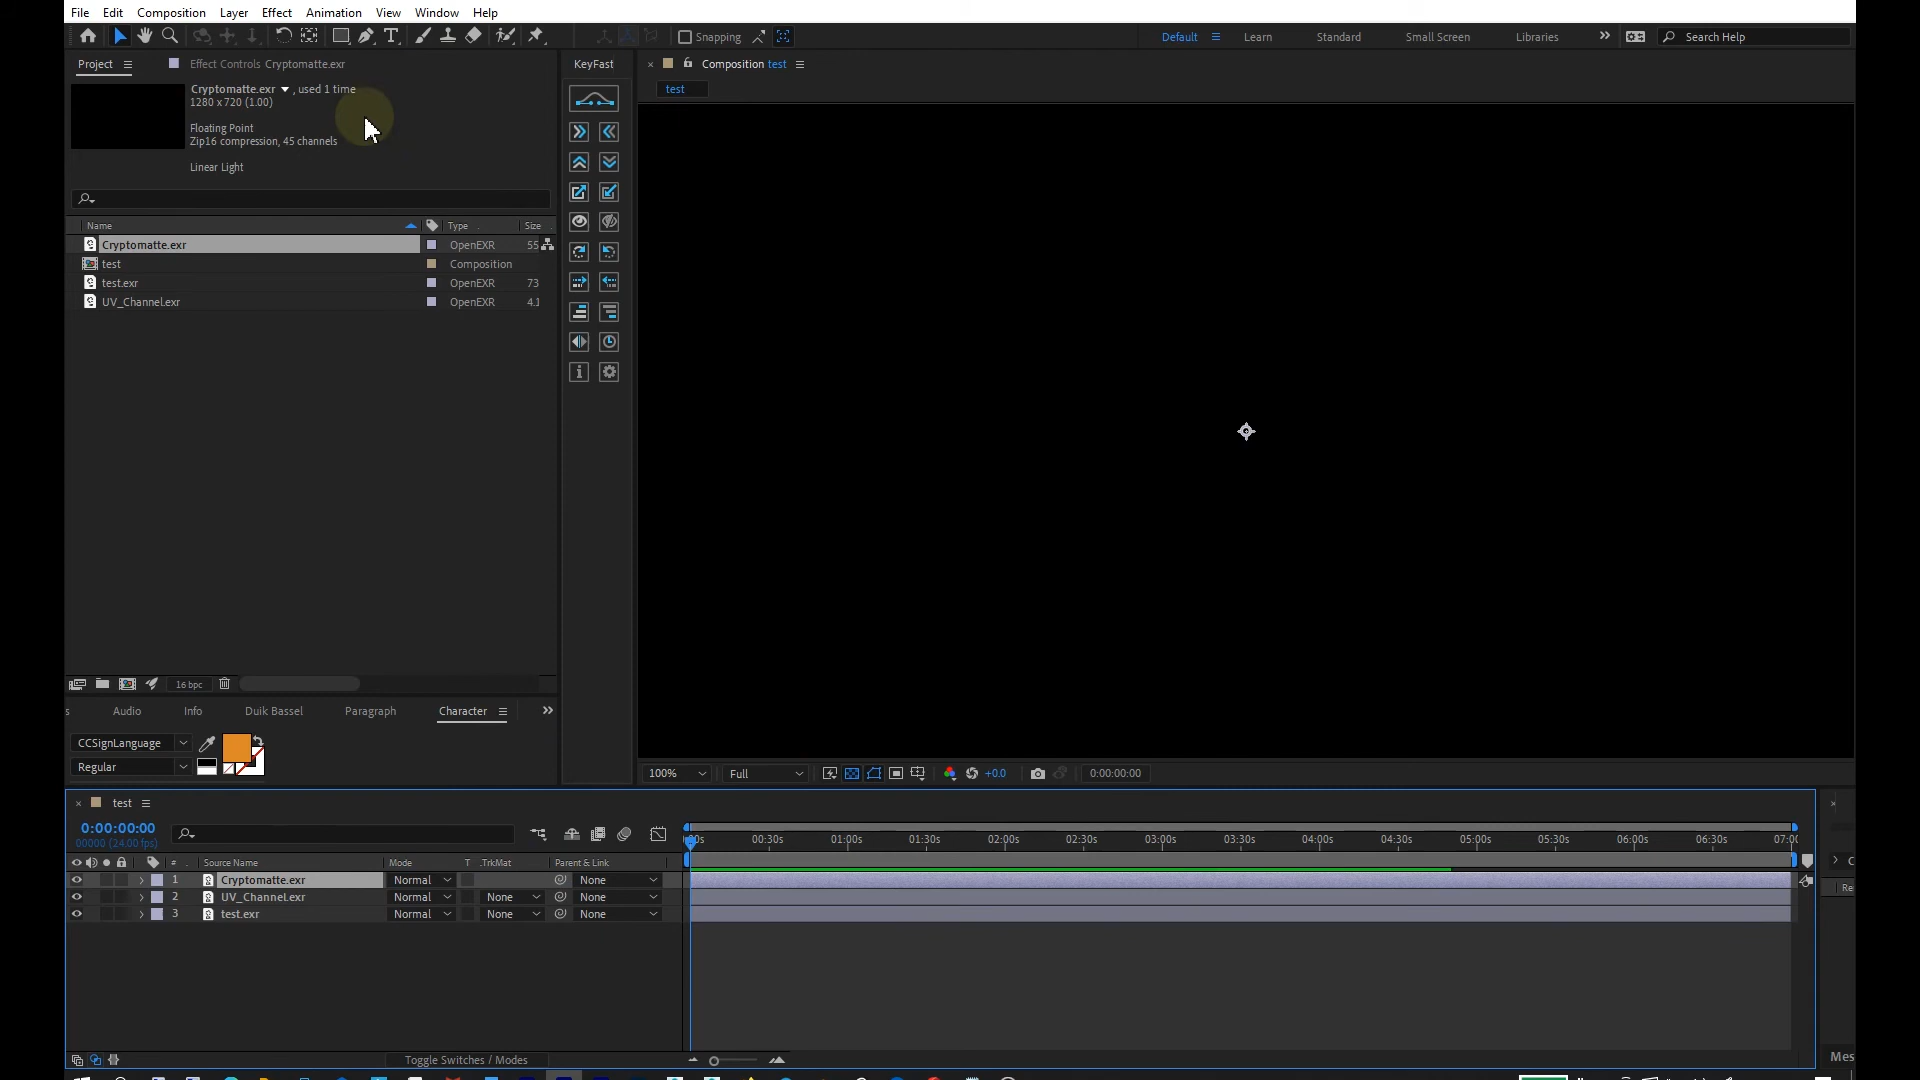 File Edit Composition Layer Effect Animation View Window Help
Snapping Default Learn Standard Small Screen Libraries Search Help
Project Effect Controls Cryptomatte.exr KeyFast Composition test
Cryptomatte.exr , used 1 time
test
1280 x 720 (1.00)
Floating Point
Zip16 compression, 45 channels
Linear Light
Name Type Size
Cryptomatte.exr OpenEXR 55
test Composition
test.exr OpenEXR 73
UV_Channel.exr OpenEXR 4.1
16 bpc
s Audio Info Duik Bassel Paragraph Character
CCSignLanguage
Regular
100% Full +0.0 0:00:00:00
test
0:00:00:00
00000 (24.00 fps)
00s 00:30s 01:00s 01:30s 02:00s 02:30s 03:00s 03:30s 04:00s 04:30s 05:00s 05:30s 06:00s 06:30s 07:00
# Source Name Mode T .TrkMat Parent & Link
1 Cryptomatte.exr Normal None
2 UV_Channel.exr Normal None None
3 test.exr Normal None None
Re
Toggle Switches / Modes
Mes